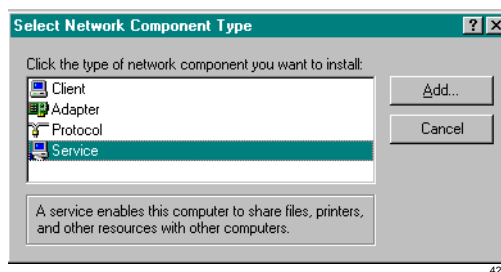 Select Network Component Type
Click the type of network component you want to install:
Client
Adapter
Protocol
Service
Add...
Cancel
A service enables this computer to share files, printers,
and other resources with other computers.
42